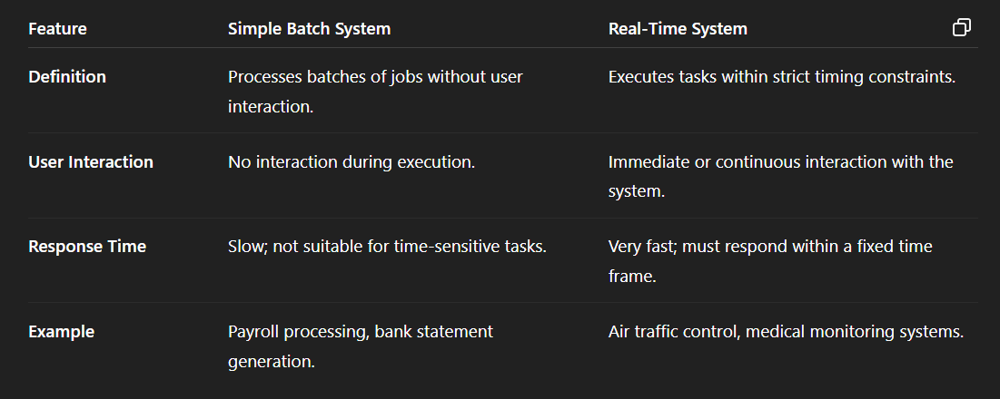 Feature Simple Batch System Real-Time System
Definition Processes batches of jobs without user interaction. Executes tasks within strict timing constraints.
User Interaction No interaction during execution. Immediate or continuous interaction with the system.
Response Time Slow; not suitable for time-sensitive tasks. Very fast; must respond within a fixed time frame.
Example Payroll processing, bank statement generation. Air traffic control, medical monitoring systems.